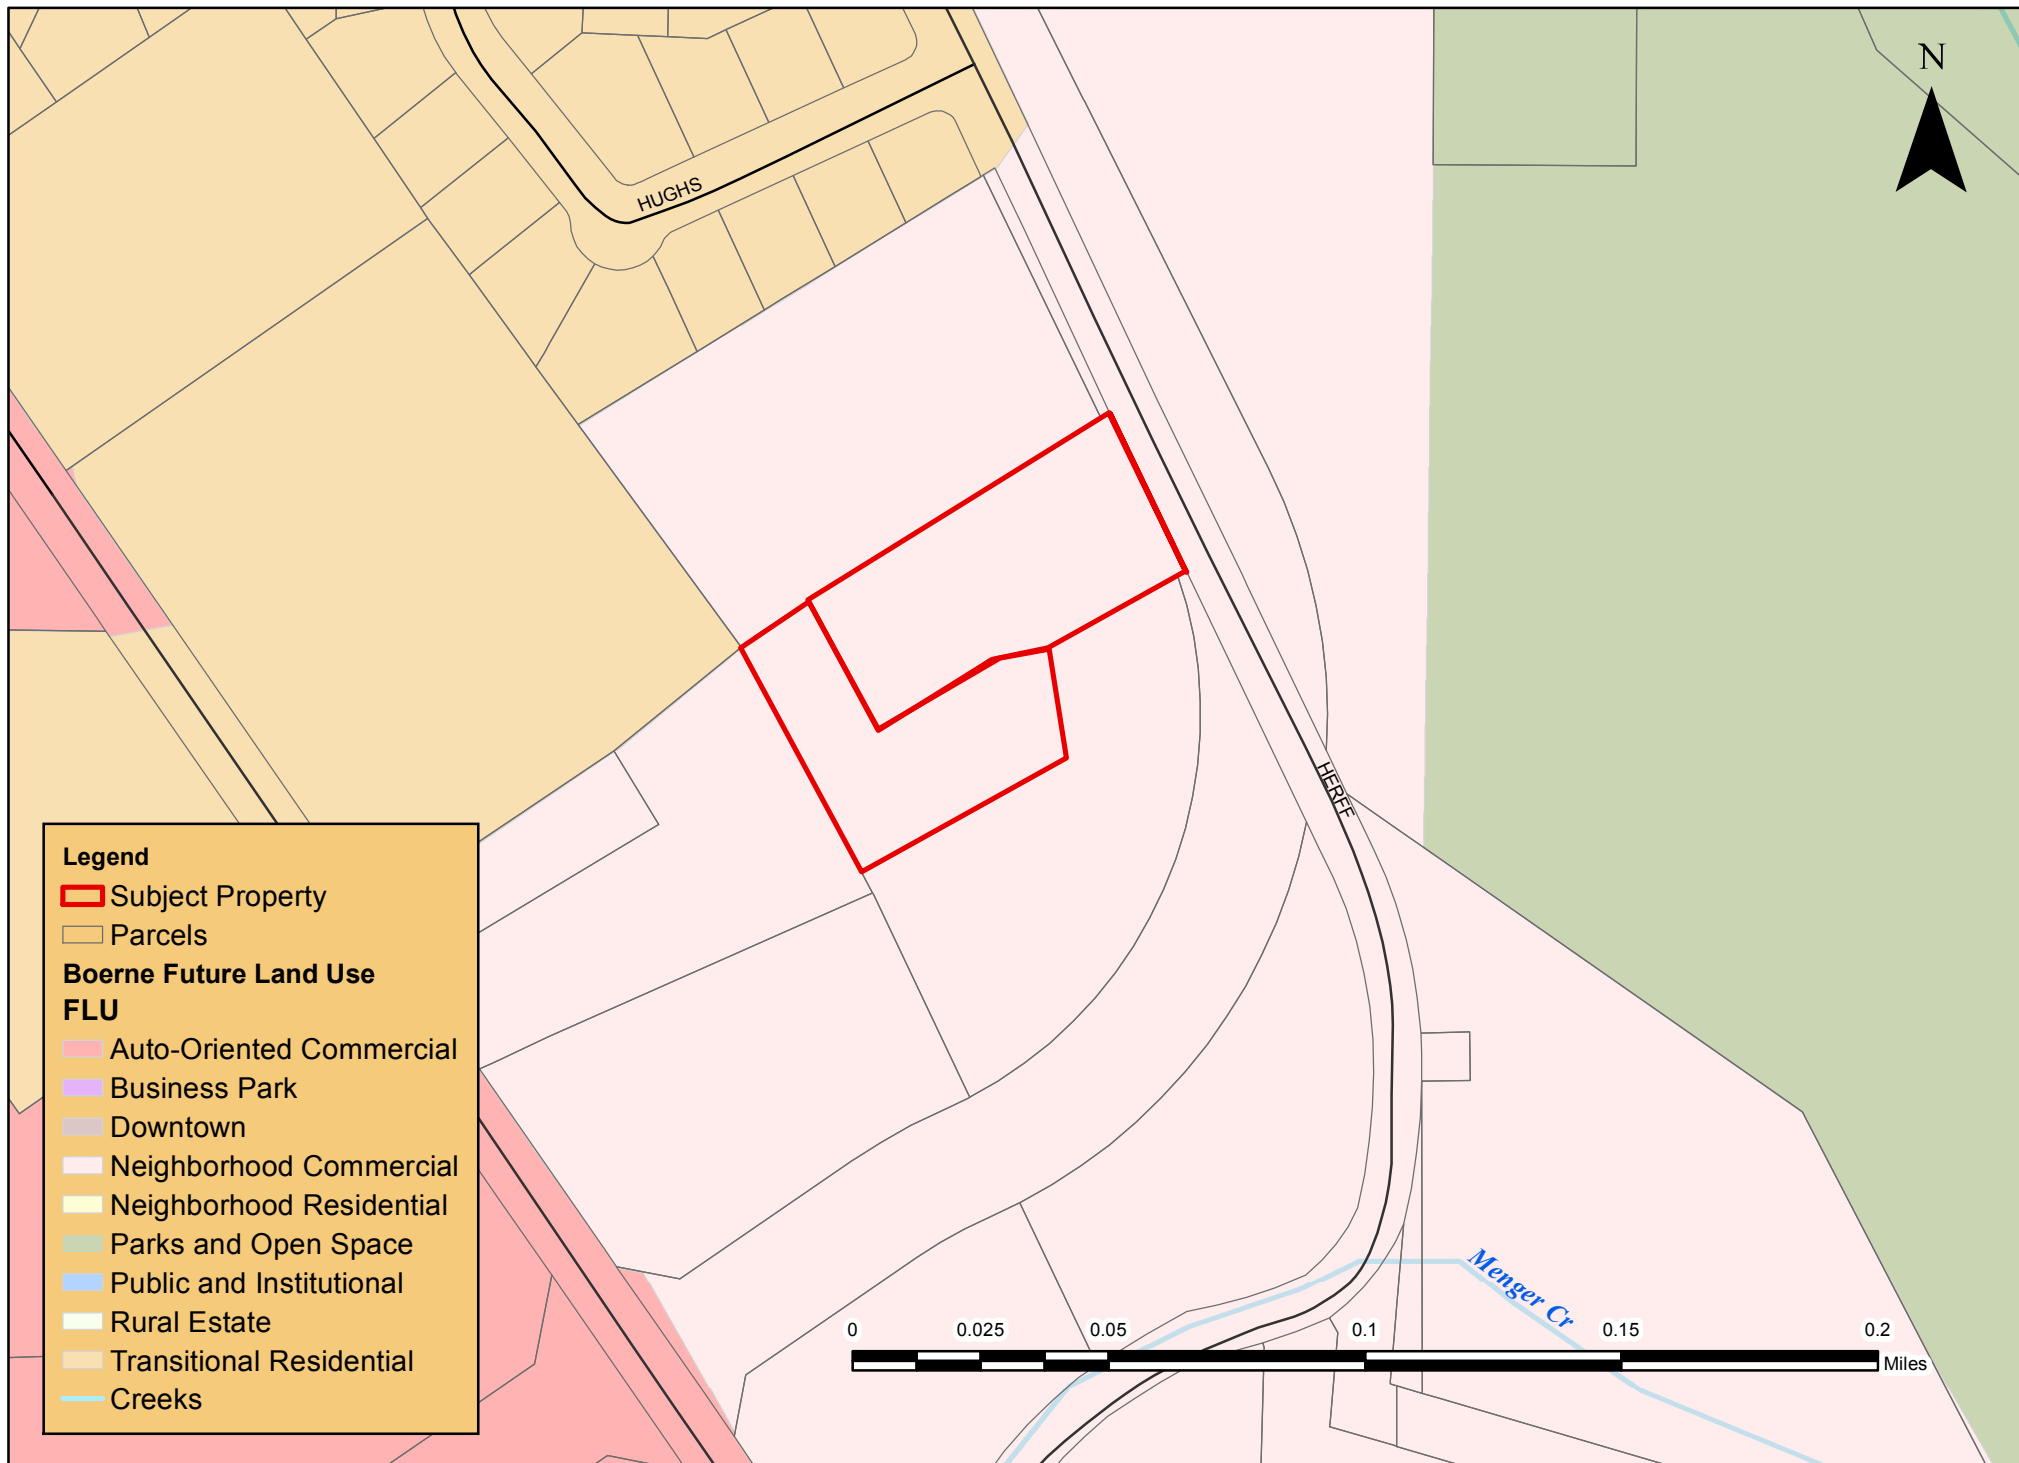 N
HUGHS
HERFF
Legend
Subject Property
Parcels
Boerne Future Land Use
FLU
Auto-Oriented Commercial
Business Park
Downtown
Neighborhood Commercial
Neighborhood Residential
Parks and Open Space
Public and Institutional
Rural Estate
Transitional Residential
Creeks
Menger Cr
0 0.025 0.05 0.1 0.15 0.2
Miles